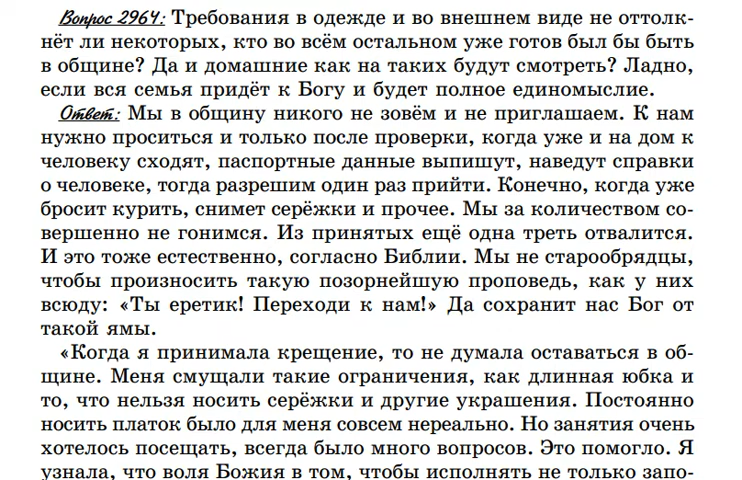 Вопрос 2964: Требования в одежде и во внешнем виде не оттолк-
нёт ли некоторых, кто во всём остальном уже готов был бы быть
в общине? Да и домашние как на таких будут смотреть? Ладно,
если вся семья придёт к Богу и будет полное единомыслие.
Ответ: Мы в общину никого не зовём и не приглашаем. К нам
нужно проситься и только после проверки, когда уже и на дом к
человеку сходят, паспортные данные выпишут, наведут справки
о человеке, тогда разрешим один раз прийти. Конечно, когда уже
бросит курить, снимет серёжки и прочее. Мы за количеством со-
вершенно не гонимся. Из принятых ещё одна треть отвалится.
И это тоже естественно, согласно Библии. Мы не старообрядцы,
чтобы произносить такую позорнейшую проповедь, как у них
всюду: «Ты еретик! Переходи к нам!» Да сохранит нас Бог от
такой ямы.
«Когда я принимала крещение, то не думала оставаться в об-
щине. Меня смущали такие ограничения, как длинная юбка и
то, что нельзя носить серёжки и другие украшения. Постоянно
носить платок было для меня совсем нереально. Но занятия очень
хотелось посещать, всегда было много вопросов. Это помогло. Я
узнала, что воля Божия в том, чтобы исполнять не только запо-